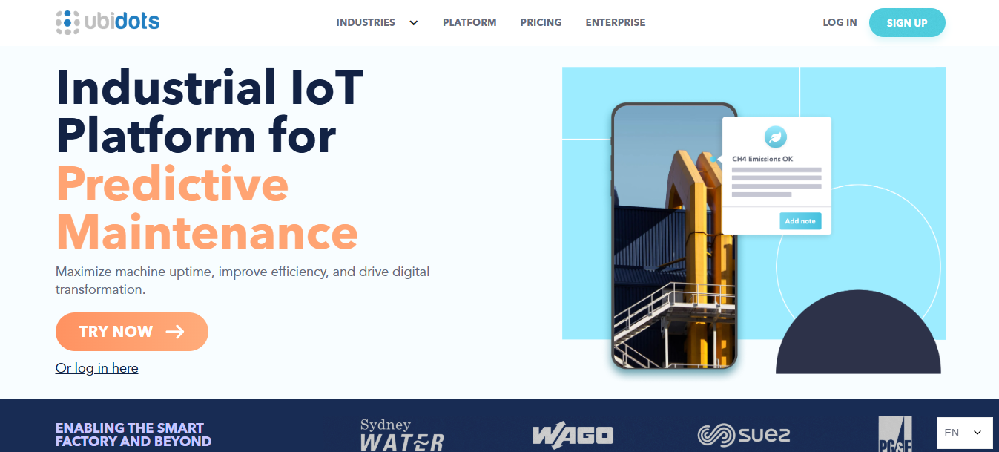 ubidots
INDUSTRIES
PLATFORM
PRICING
ENTERPRISE
LOG IN
SIGN UP
Industrial IoT
Platform for
Predictive
Maintenance
Maximize machine uptime, improve efficiency, and drive digital
transformation.
TRY NOW
Or log in here
CH4 Emissions OK
Add note
ENABLING THE SMART
FACTORY AND BEYOND
Sydney
WATER
WAGO
suez
PG&E
EN